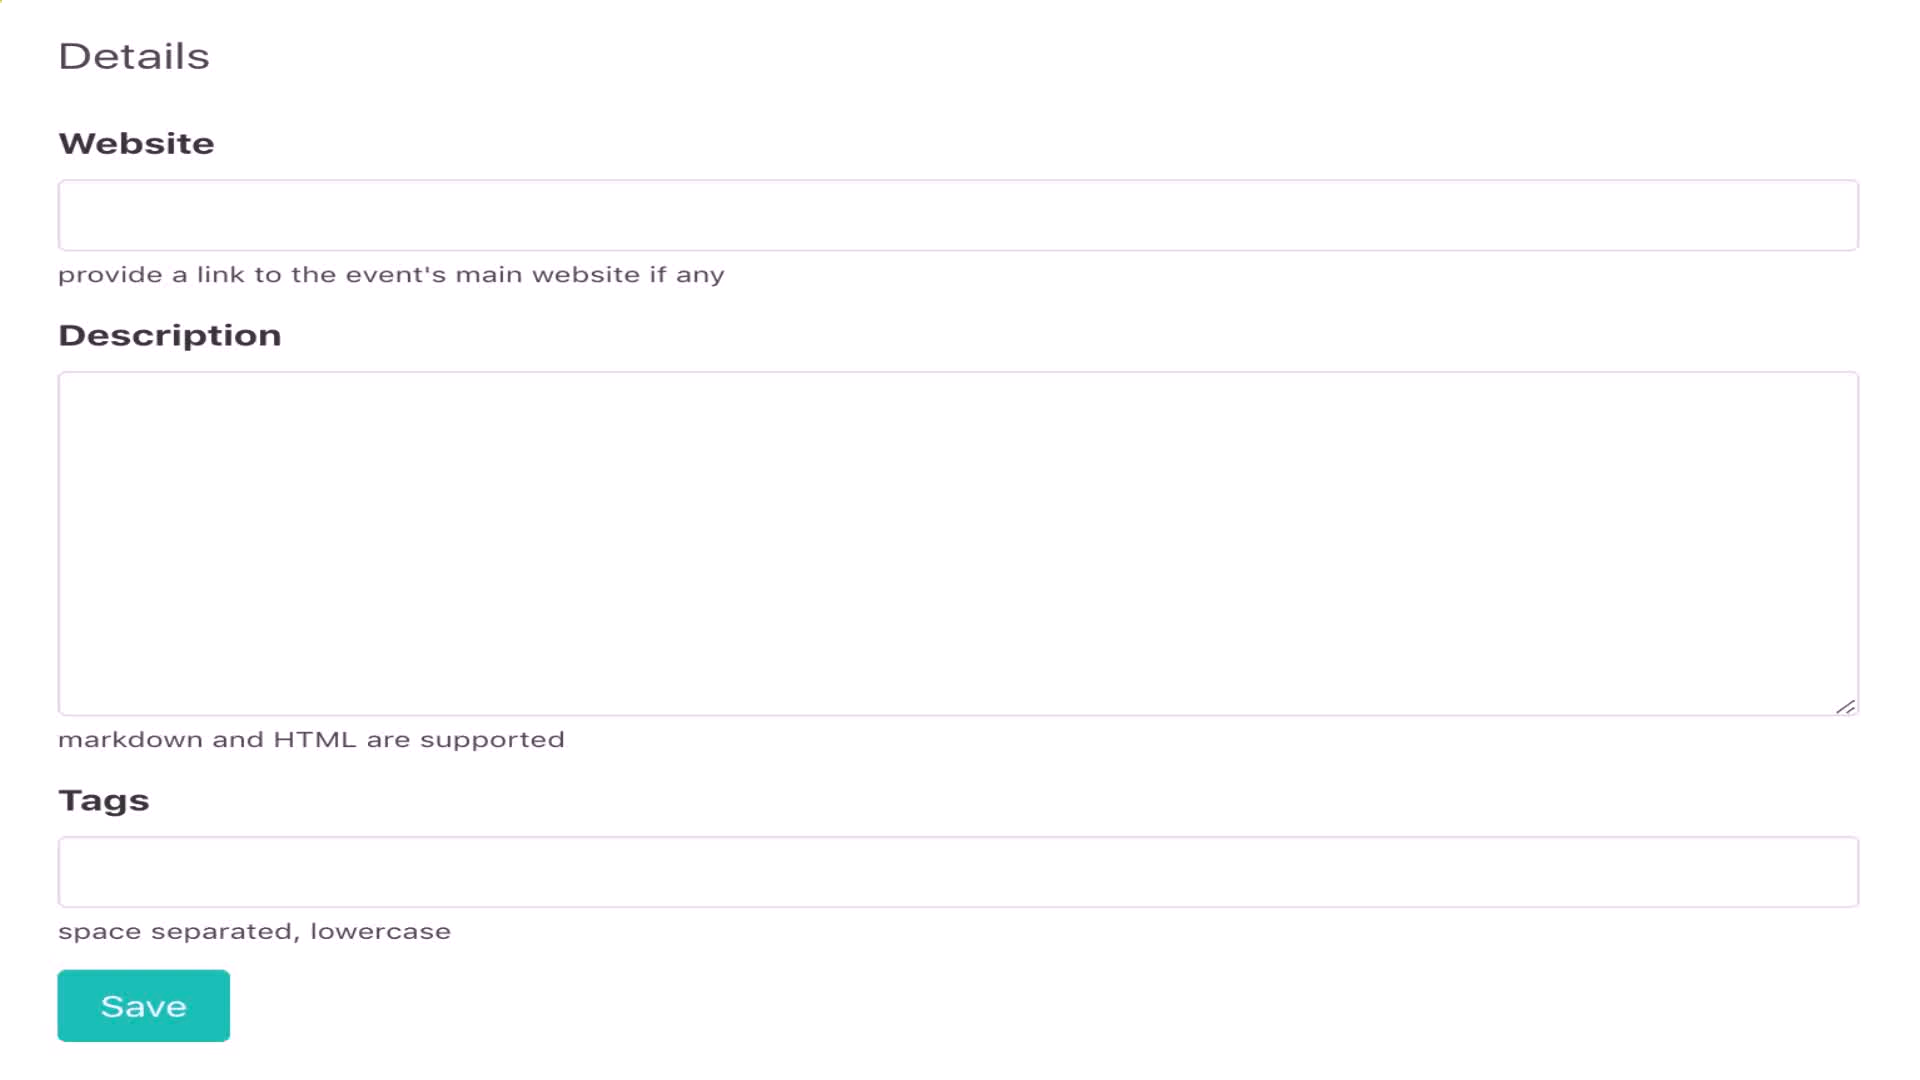 Details
Website
provide a link to the event's main website if any
Description
markdown and HTML are supported
Tags
space separated, lowercase
Save